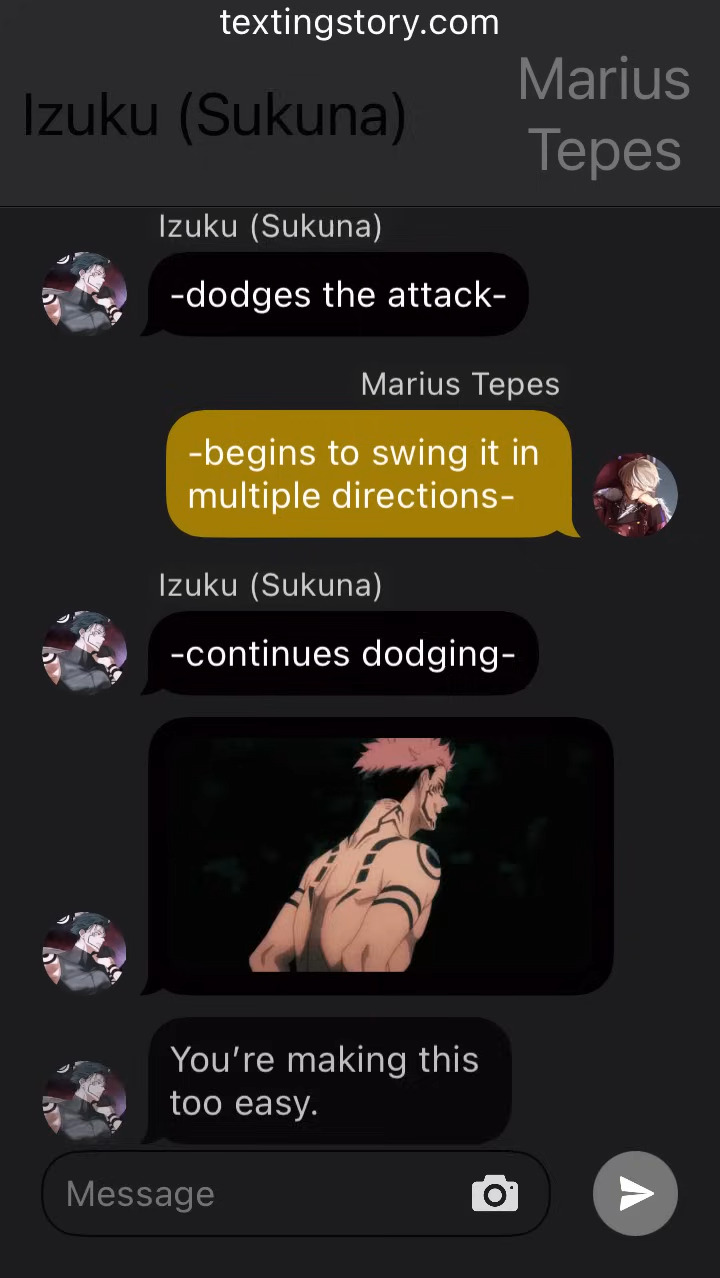 textingstory.com
Izuku (Sukuna)
Marius
Tepes
Izuku (Sukuna)
-dodges the attack-
Marius Tepes
-begins to swing it in
multiple directions-
Izuku (Sukuna)
-continues dodging-
You’re making this
too easy.
Message